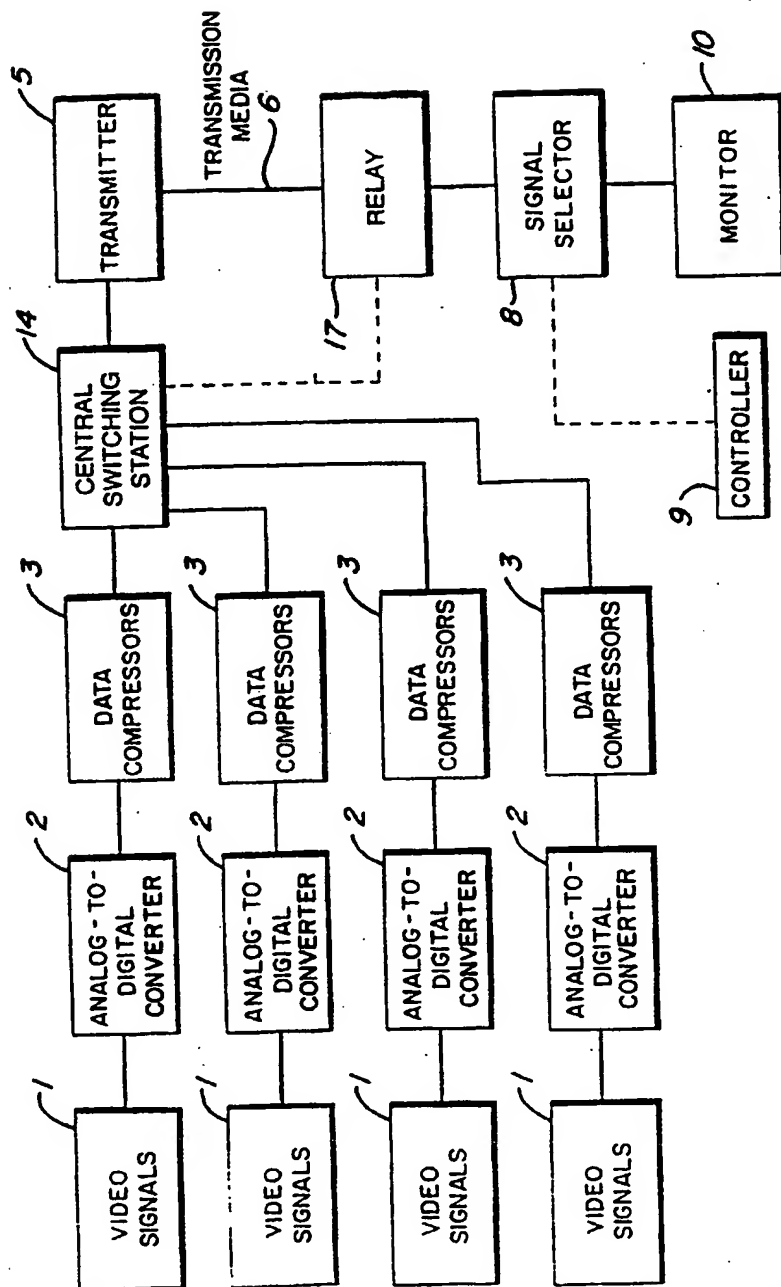 1
VIDEO
SIGNALS
2
ANALOG-TO-
DIGITAL
CONVERTER
3
DATA
COMPRESSORS
14
CENTRAL
SWITCHING
STATION
5
TRANSMITTER
1
VIDEO
SIGNALS
2
ANALOG-TO-
DIGITAL
CONVERTER
3
DATA
COMPRESSORS
TRANSMISSION
MEDIA
6
1
VIDEO
SIGNALS
2
ANALOG-TO-
DIGITAL
CONVERTER
3
DATA
COMPRESSORS
17
RELAY
1
VIDEO
SIGNALS
2
ANALOG-TO-
DIGITAL
CONVERTER
3
DATA
COMPRESSORS
8
SIGNAL
SELECTOR
9
CONTROLLER
10
MONITOR